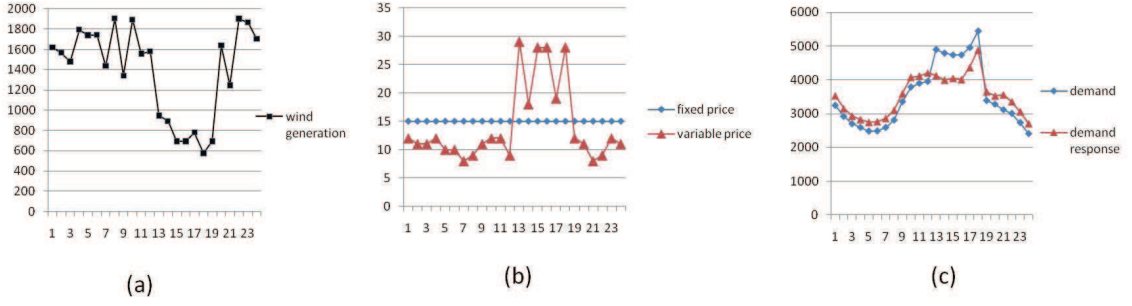 2000
1800
1600
1400
1200
1000
800
600
400
200
0
1 3 5 7 9 11 13 15 17 19 21 23
wind
generation
(a)
35
30
25
20
15
10
5
0
1 3 5 7 9 11 13 15 17 19 21 23
fixed price
variable price
(b)
6000
5000
4000
3000
2000
1000
0
1 3 5 7 9 11 13 15 17 19 21 23
demand
demand
response
(c)